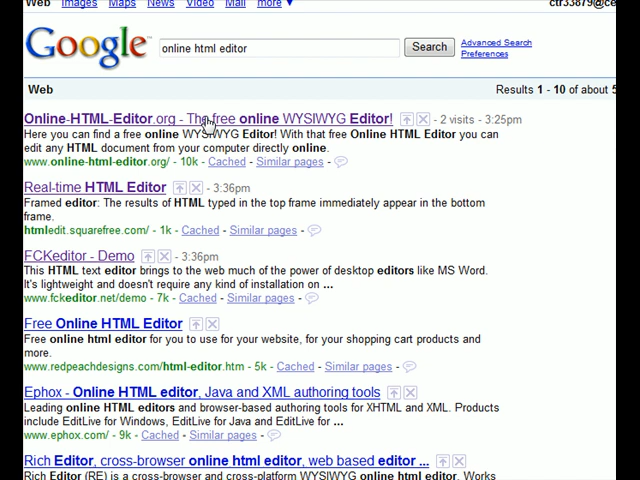 Web Images Maps News Video Mail more ▼
Google™ online html editor Search Advanced Search
Preferences
Web Results 1 - 10 of about
Online-HTML-Editor.org - The free online WYSIWYG Editor! - 2 visits - 3:25pm
Here you can find a free online WYSIWYG Editor! With that free Online HTML Editor you can
edit any HTML document from your computer directly online.
www.online-html-editor.org/ - 10k - Cached - Similar pages -
Real-time HTML Editor - 3:36pm
Framed editor: The results of HTML typed in the top frame immediately appear in the bottom
frame.
htmledit.squarefree.com/ - 1k - Cached - Similar pages -
FCKeditor - Demo - 3:36pm
This HTML text editor brings to the web much of the power of desktop editors like MS Word.
It's lightweight and doesn't require any kind of installation on ...
www.fckeditor.net/demo - 7k - Cached - Similar pages -
Free Online HTML Editor
Free online html editor for you to use for your website, for your shopping cart products and
more.
www.redpeachdesigns.com/html-editor.htm - 5k - Cached - Similar pages -
Ephox - Online HTML editor, Java and XML authoring tools
Leading online HTML editors and browser-based authoring tools for XHTML and XML. Products
include EditLive for Windows, EditLive for Java and EditLive for ...
www.ephox.com/ - 9k - Cached - Similar pages -
Rich Editor, cross-browser online html editor, web based editor ...
Rich Editor (RE) is a cross-browser and cross-platform WYSIWYG online html editor. Works